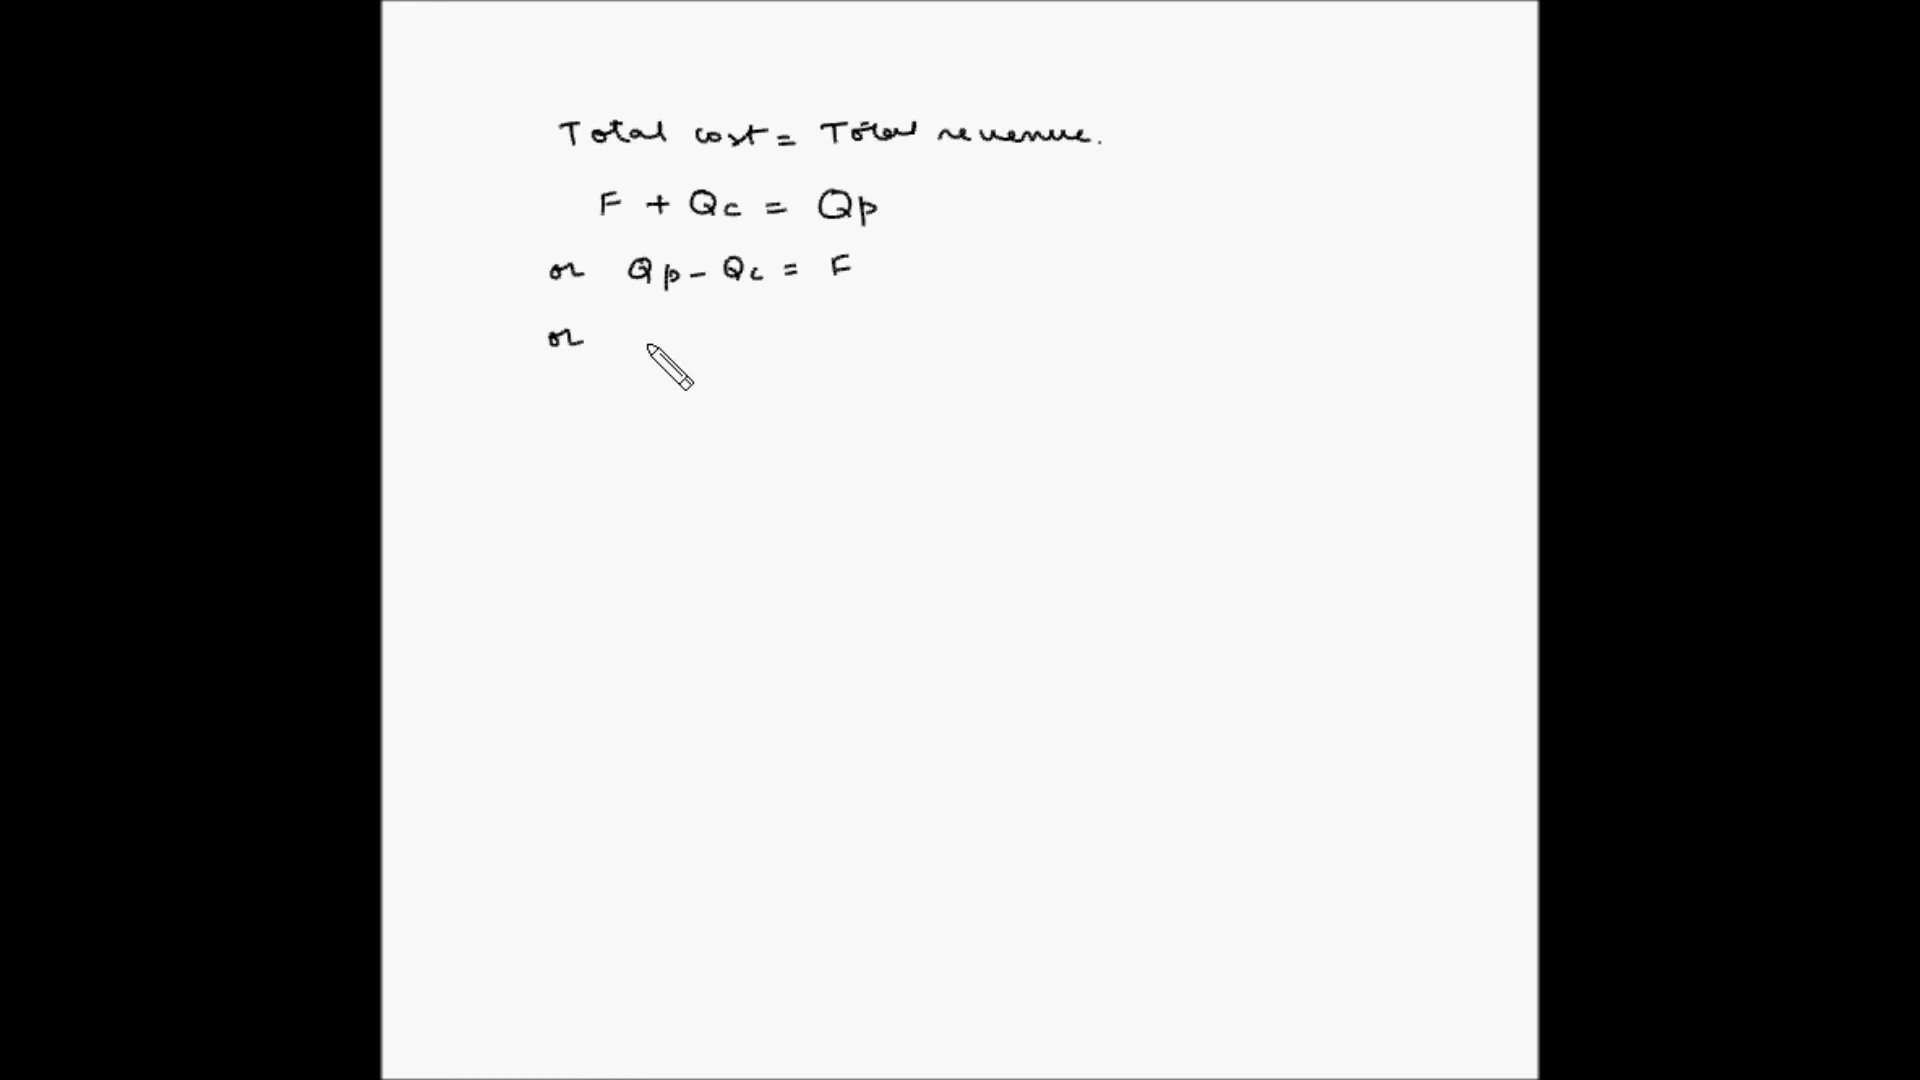 Total cost = Total revenue.
F + Qc = Qp
or Qp - Qc = F
or